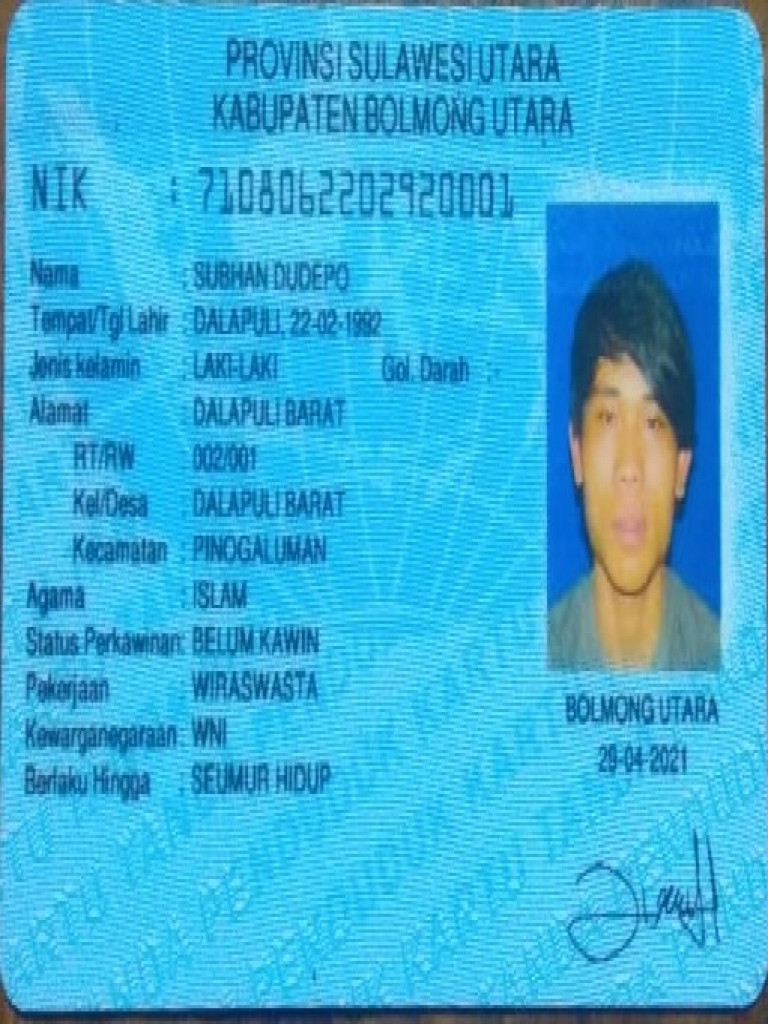 PROVINSI SULAWESI UTARA
KABUPATEN BOLMONG UTARA
NIK : 7108062202920001
Nama : SUBHAN DUDEPO
Tempat/Tgl Lahir : DALAPULI, 22-02-1992
Jenis kelamin : LAKI-LAKI Gol. Darah : -
Alamat : DALAPULI BARAT
RT/RW 002/001
Kel/Desa : DALAPULI BARAT
Kecamatan : PINOGALUMAN
Agama : ISLAM
Status Perkawinan: BELUM KAWIN
Pekerjaan : WIRASWASTA
Kewarganegaraan : WNI
Berlaku Hingga : SEUMUR HIDUP
BOLMONG UTARA
29-04-2021